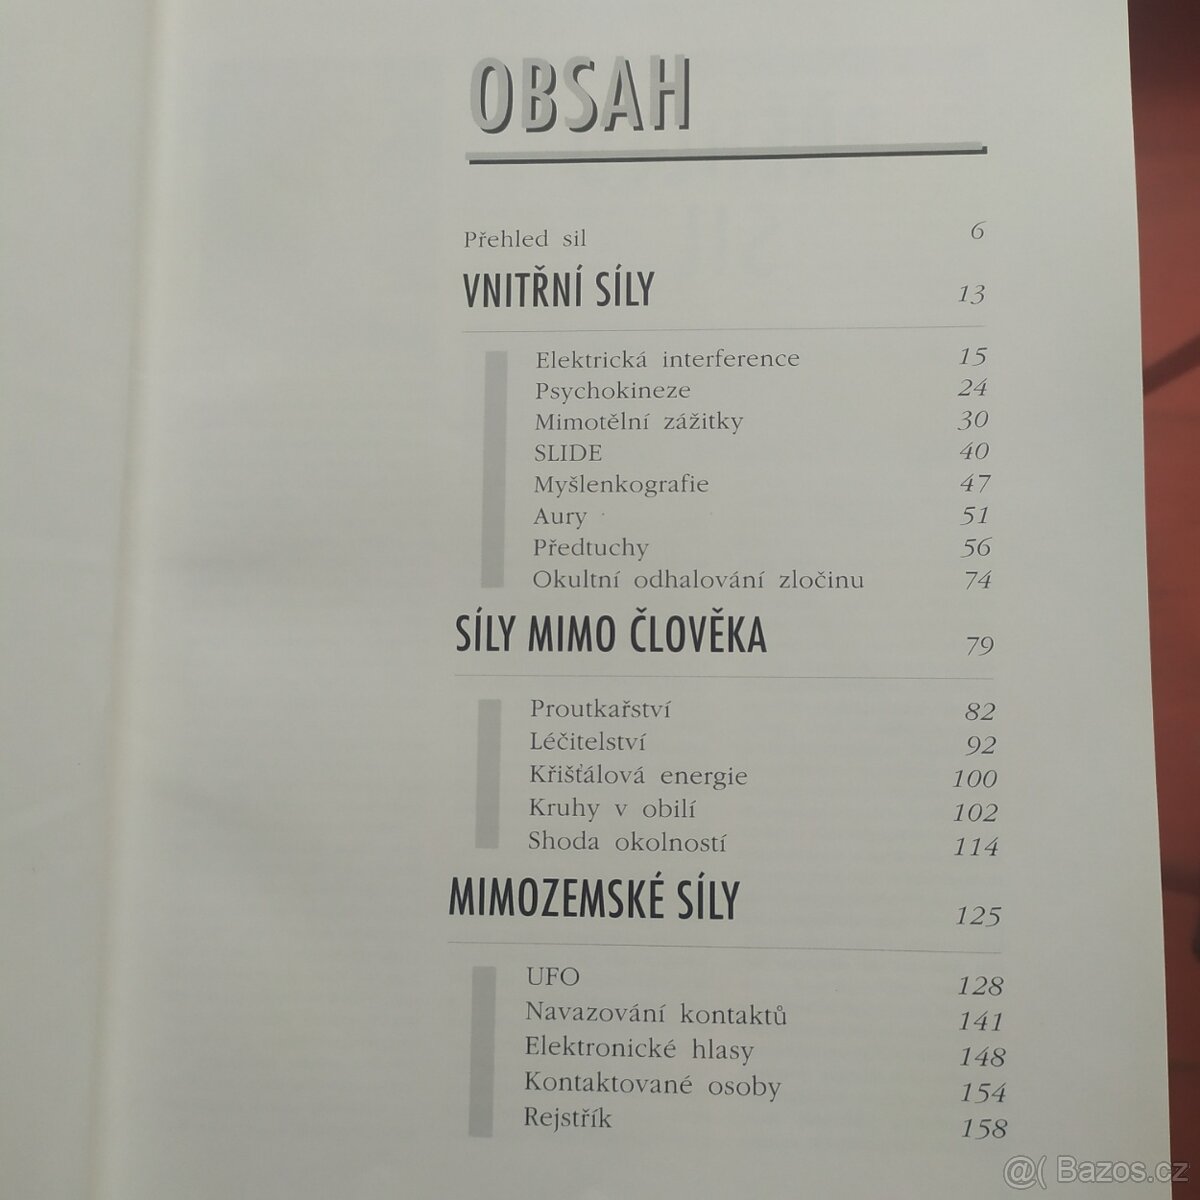 OBSAH
Přehled sil 6
VNITŘNÍ SÍLY 13
Elektrická interference 15
Psychokineze 24
Mimotělní zážitky 30
SLIDE 40
Myšlenkografie 47
Aury 51
Předtuchy 56
Okultní odhalování zločinu 74
SÍLY MIMO ČLOVĚKA 79
Proutkařství 82
Léčitelství 92
Křišťálová energie 100
Kruhy v obilí 102
Shoda okolností 114
MIMOZEMSKÉ SÍLY 125
UFO 128
Navazování kontaktů 141
Elektronické hlasy 148
Kontaktované osoby 154
Rejstřík 158
@( Bazos.cz